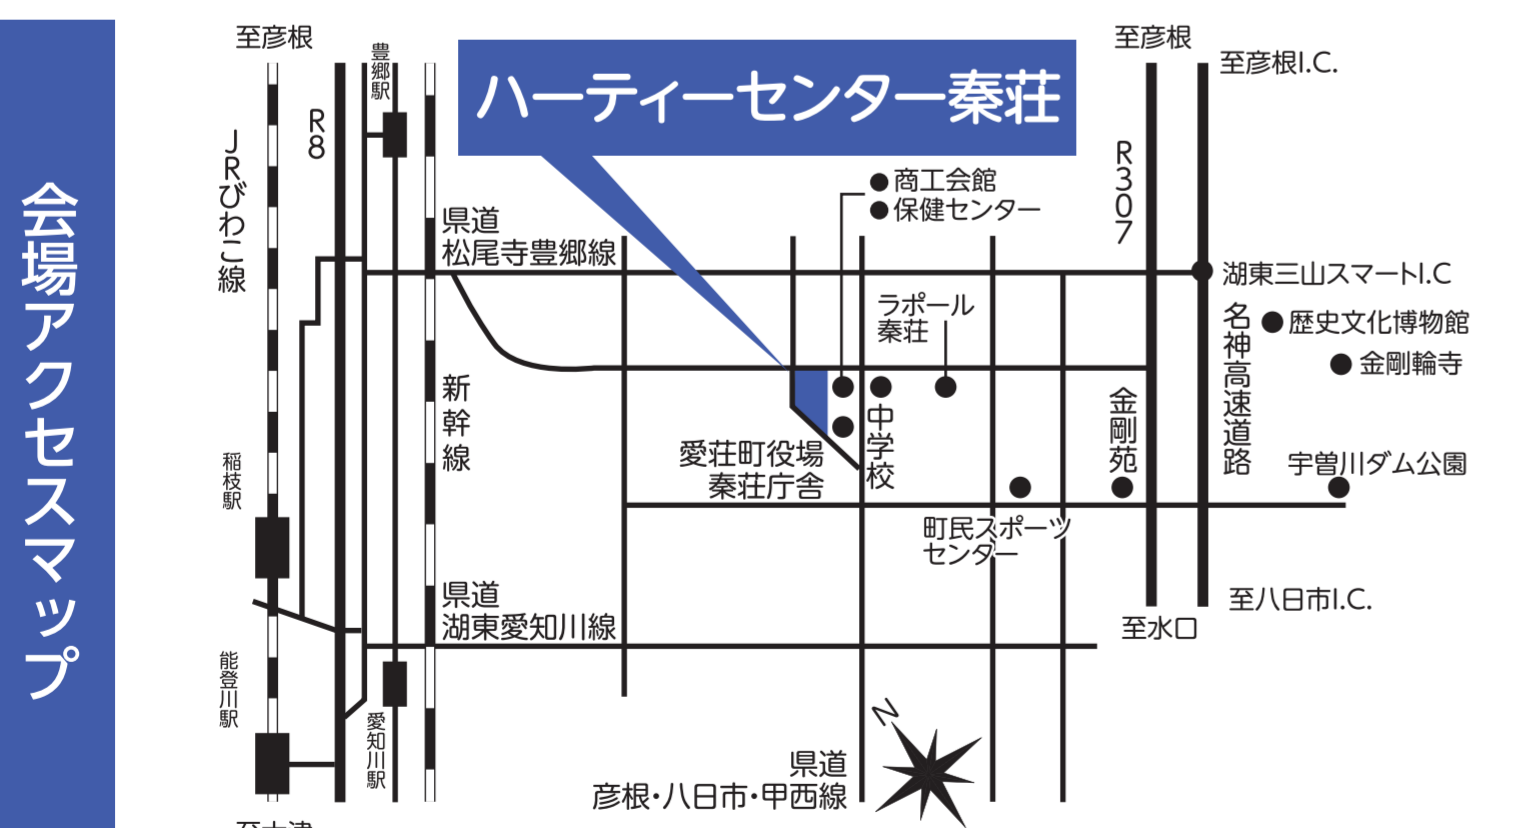 会場アクセスマップ
至彦根
豊郷駅
ハーティーセンター秦荘
至彦根
至彦根I.C.
R8
JRびわこ線
R307
商工会館
保健センター
県道
松尾寺豊郷線
湖東三山スマートI.C
ラポール
秦荘
名神高速道路
歴史文化博物館
金剛輪寺
新幹線
中学校
金剛苑
愛荘町役場
秦荘庁舎
宇曽川ダム公園
稲枝駅
町民スポーツ
センター
県道
湖東愛知川線
至八日市I.C.
至水口
能登川駅
愛知川駅
N
県道
彦根・八日市・甲西線